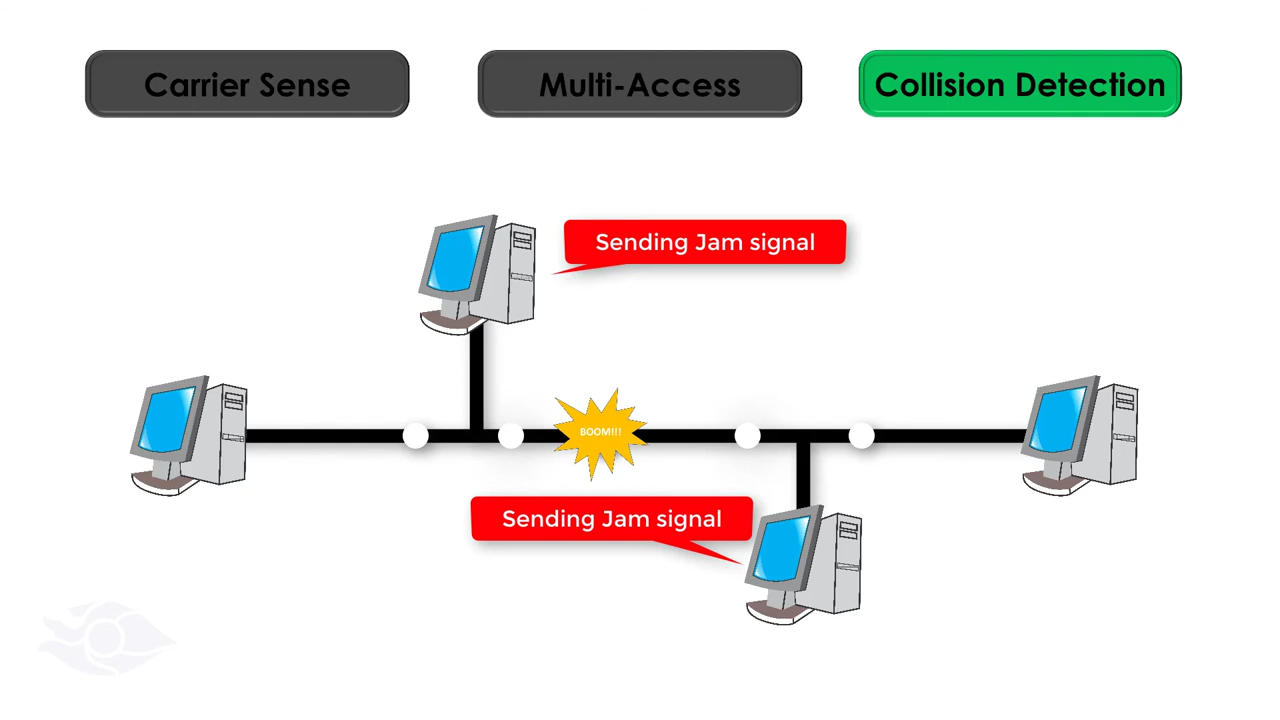 Carrier Sense
Multi-Access
Collision Detection
Sending Jam signal
BOOM!!!
Sending Jam signal